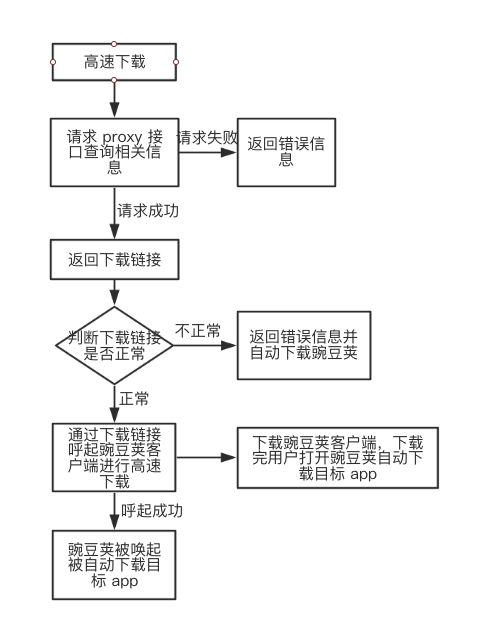 高速下载
请求 proxy 接
口查询相关信
息
请求失败
返回错误信
息
请求成功
返回下载链接
判断下载链接
是否正常
不正常
返回错误信息并
自动下载豌豆荚
正常
通过下载链接
呼起豌豆荚客
户端进行高速
下载
下载豌豆荚客户端，下载
完用户打开豌豆荚自动下
载目标 app
呼起成功
豌豆荚被唤起
被自动下载目
标 app